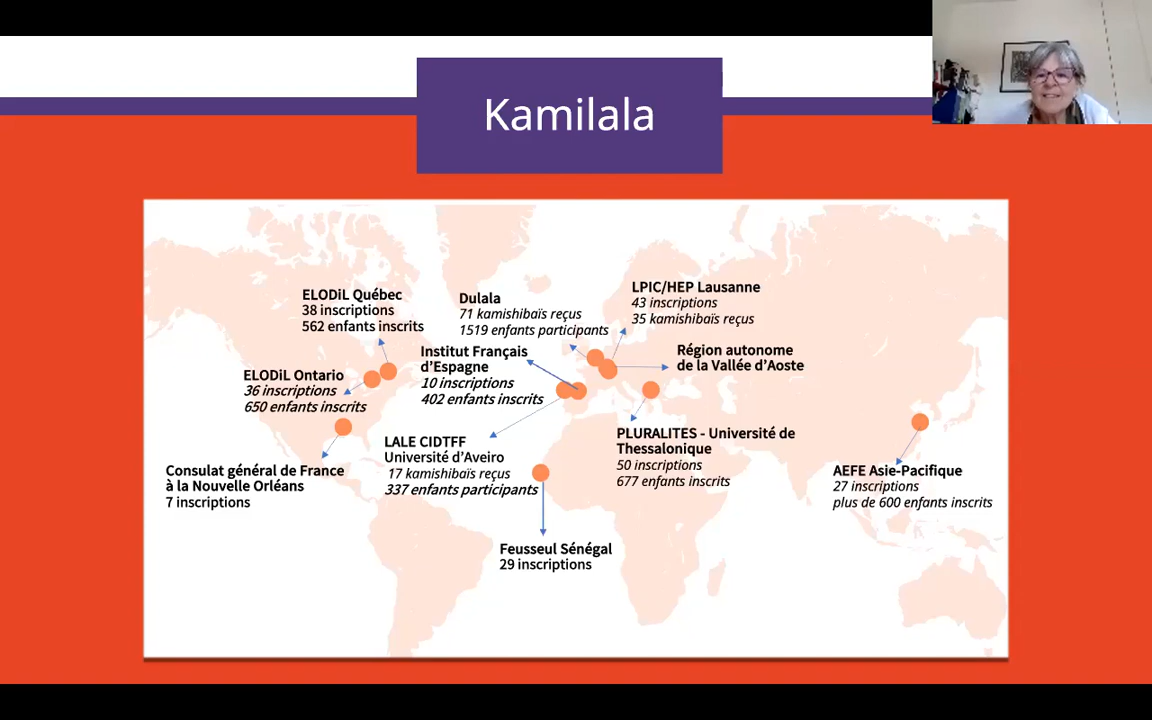 Kamilala
ELODiL Québec
38 inscriptions
562 enfants inscrits
Dulala
71 kamishibaïs reçus
1519 enfants participants
LPIC/HEP Lausanne
43 inscriptions
35 kamishibaïs reçus
Institut Français
d'Espagne
10 inscriptions
402 enfants inscrits
Région autonome
de la Vallée d'Aoste
ELODiL Ontario
36 inscriptions
650 enfants inscrits
LALE CIDTFF
Université d'Aveiro
17 kamishibaïs reçus
337 enfants participants
PLURALITES - Université de
Thessalonique
50 inscriptions
677 enfants inscrits
Consulat général de France
à la Nouvelle Orléans
7 inscriptions
AEFE Asie-Pacifique
27 inscriptions
plus de 600 enfants inscrits
Feusseul Sénégal
29 inscriptions